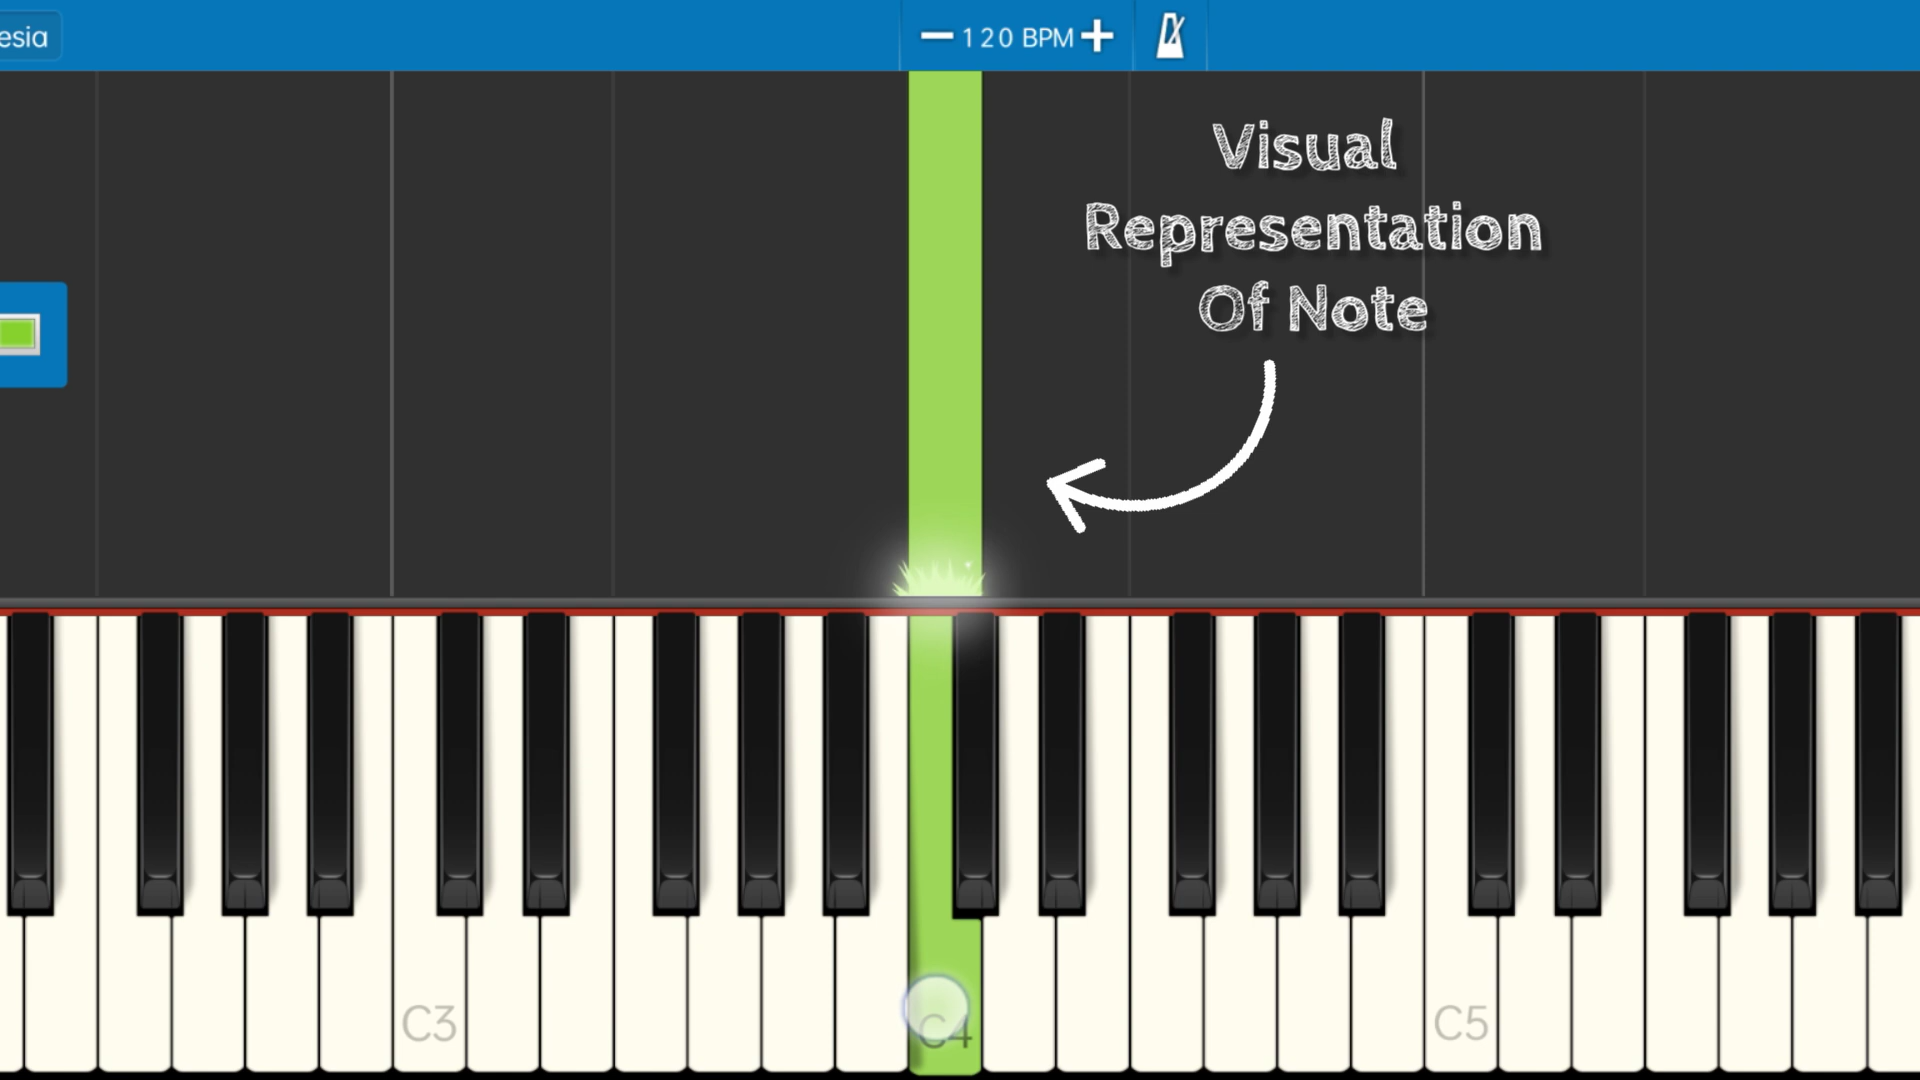 esia
120 BPM
Visual
Representation
Of Note
C3
C4
C5